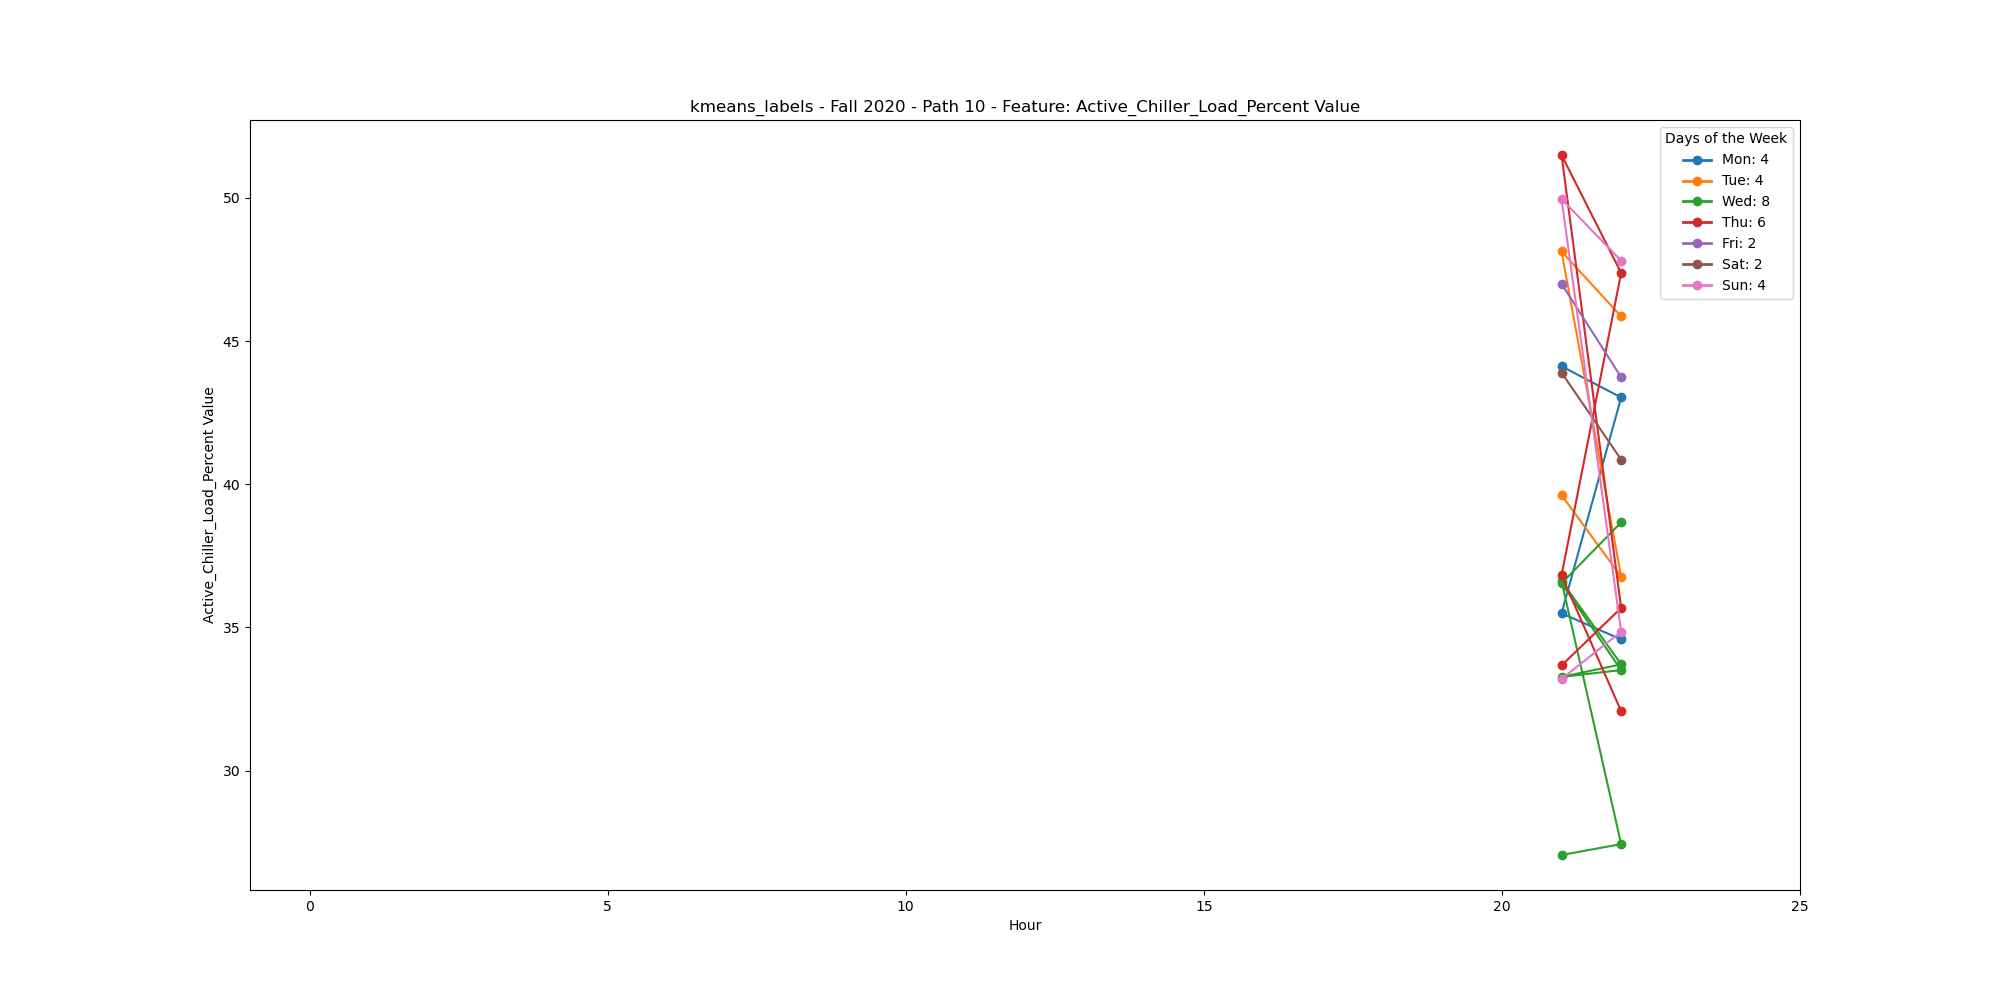 kmeans_labels - Fall 2020 - Path 10 - Feature: Active_Chiller_Load_Percent Value
Days of the Week
Mon: 4
Tue: 4
Wed: 8
Thu: 6
Fri: 2
Sat: 2
Sun: 4
Active_Chiller_Load_Percent Value
50
45
40
35
30
0 5 10 15 20 25
Hour